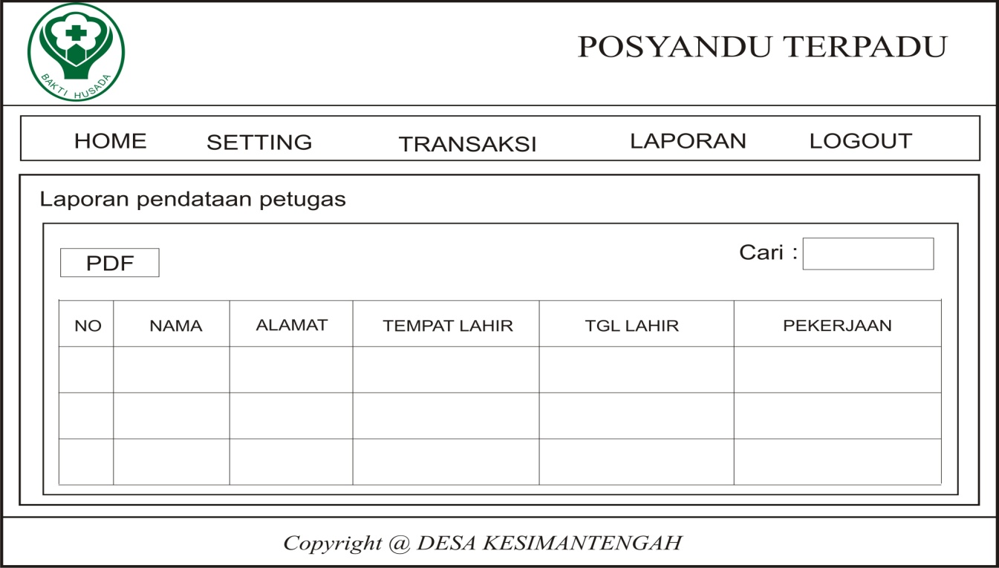 BAKTI HUSADA
POSYANDU TERPADU
HOME SETTING TRANSAKSI LAPORAN LOGOUT
Laporan pendataan petugas
PDF
Cari :
NO NAMA ALAMAT TEMPAT LAHIR TGL LAHIR PEKERJAAN
Copyright @ DESA KESIMANTENGAH